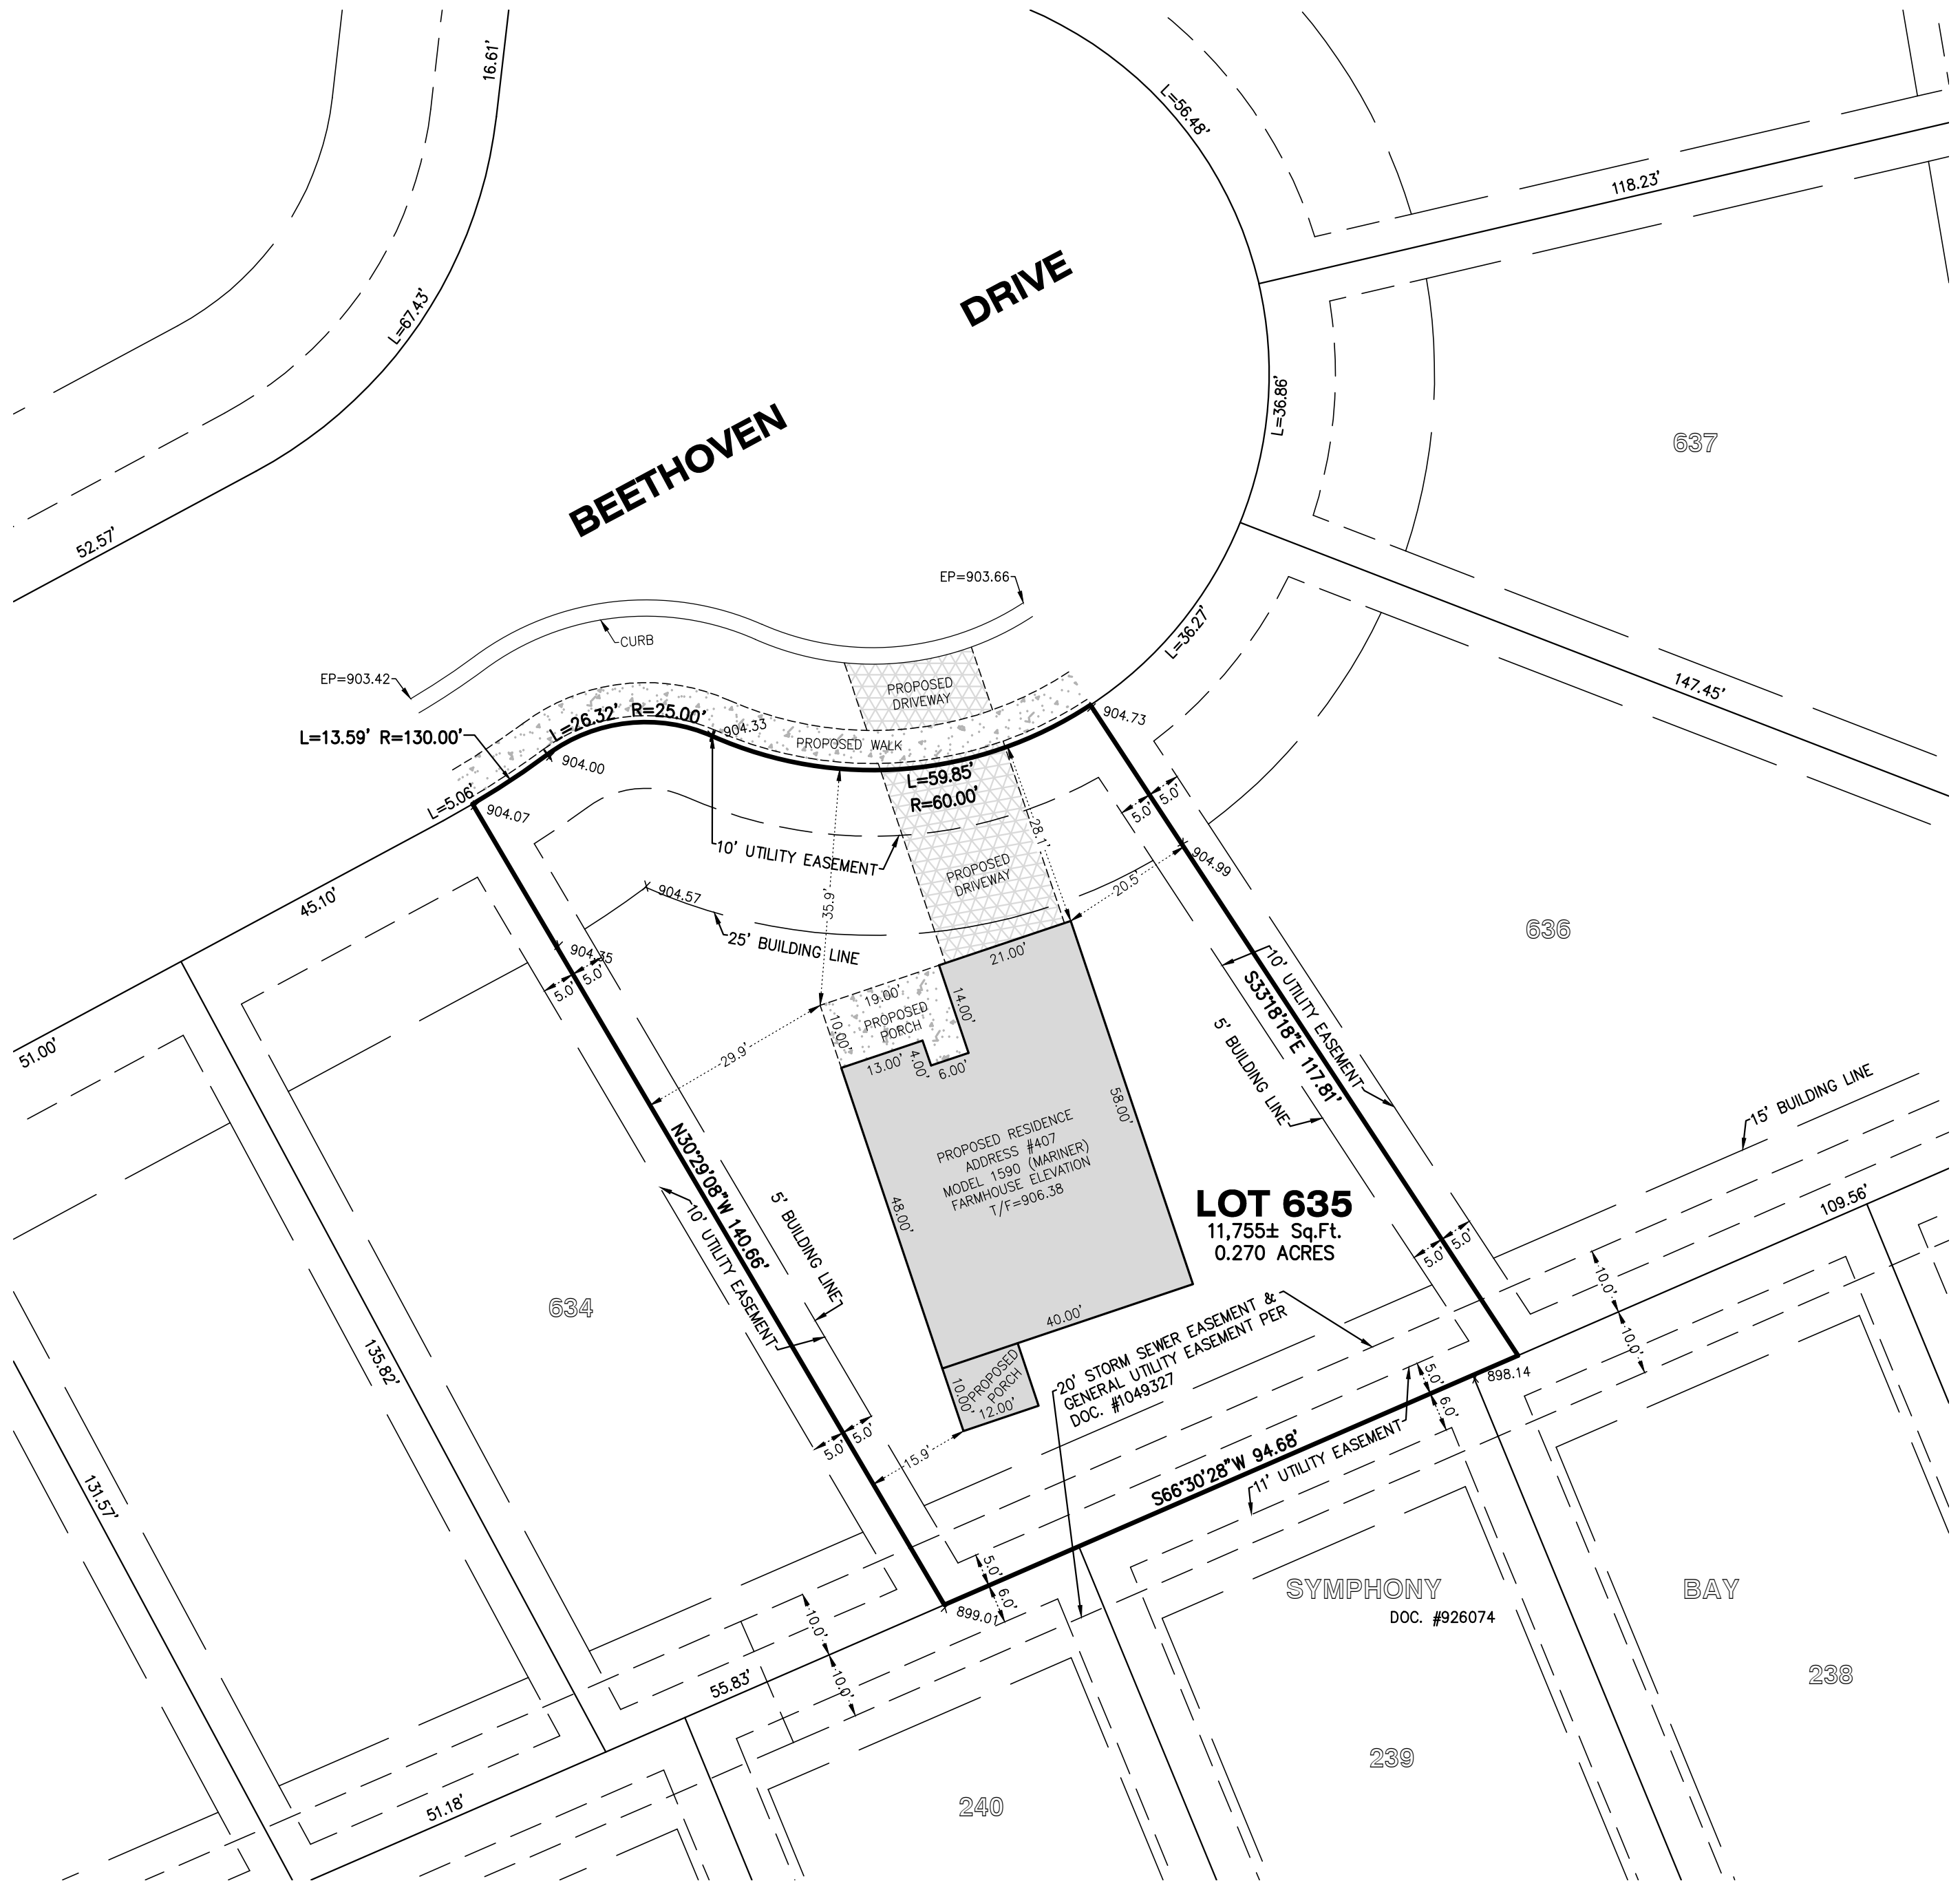 16.61'
L=56.48'
118.23'
L=67.43'
DRIVE
BEETHOVEN
L=36.86'
637
52.57'
EP=903.66
CURB
L=36.27'
EP=903.42
147.45'
PROPOSED
DRIVEWAY
L=13.59' R=130.00'
L=26.32' R=25.00'
904.33
904.73
PROPOSED WALK
904.00
L=59.85'
R=60.00'
L=5.06'
904.07
5.0'
5.0'
28.1'
10' UTILITY EASEMENT
904.99
PROPOSED
DRIVEWAY
20.5'
904.57
35.9'
45.10'
25' BUILDING LINE
636
904.35
5.0'
5.0'
21.00'
10' UTILITY EASEMENT
S33°18'18"E 117.81'
5' BUILDING LINE
19.00'
14.00'
10.00'
PROPOSED
PORCH
51.00'
29.9'
13.00'
4.00'
6.00'
58.00'
15' BUILDING LINE
PROPOSED RESIDENCE
ADDRESS #407
MODEL 1590 (MARINER)
FARMHOUSE ELEVATION
T/F=906.38
N30°29'08"W 140.66'
10' UTILITY EASEMENT
5' BUILDING LINE
48.00'
LOT 635
11,755± Sq.Ft.
0.270 ACRES
109.56'
5.0'
5.0'
10.0'
10.0'
634
40.00'
135.82'
20' STORM SEWER EASEMENT &
GENERAL UTILITY EASEMENT PER
DOC. #1049327
PROPOSED
PORCH
10.00'
12.00'
898.14
5.0'
6.0'
5.0'
5.0'
15.9'
S66°30'28"W 94.68'
11' UTILITY EASEMENT
131.57'
5.0'
6.0'
899.01
SYMPHONY BAY
DOC. #926074
10.0'
10.0'
55.83'
238
239
240
51.18'